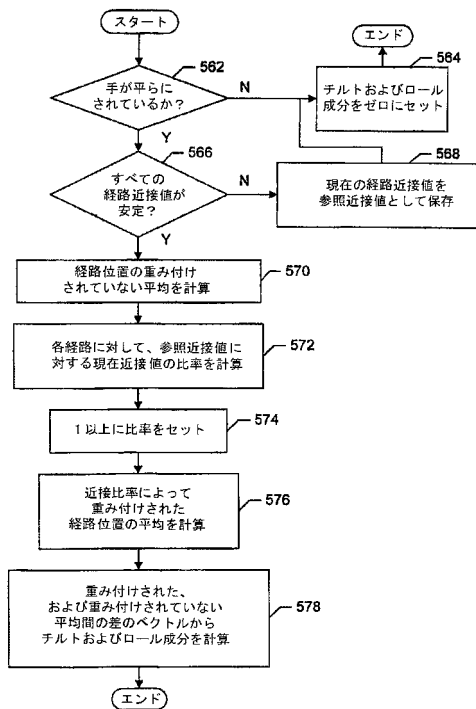 スタート
562
手が平らに
されているか？
N
エンド
564
チルトおよびロール
成分をゼロにセット
Y
566
すべての
経路近接値が
安定？
N
568
現在の経路近接値を
参照近接値として保存
Y
経路位置の重み付け
されていない平均を計算
570
各経路に対して、参照近接値に
対する現在近接値の比率を計算
572
1以上に比率をセット
574
近接比率によって
重み付けされた
経路位置の平均を計算
576
重み付けされた、
および重み付けされていない
平均間の差のベクトルから
チルトおよびロール成分を計算
578
エンド